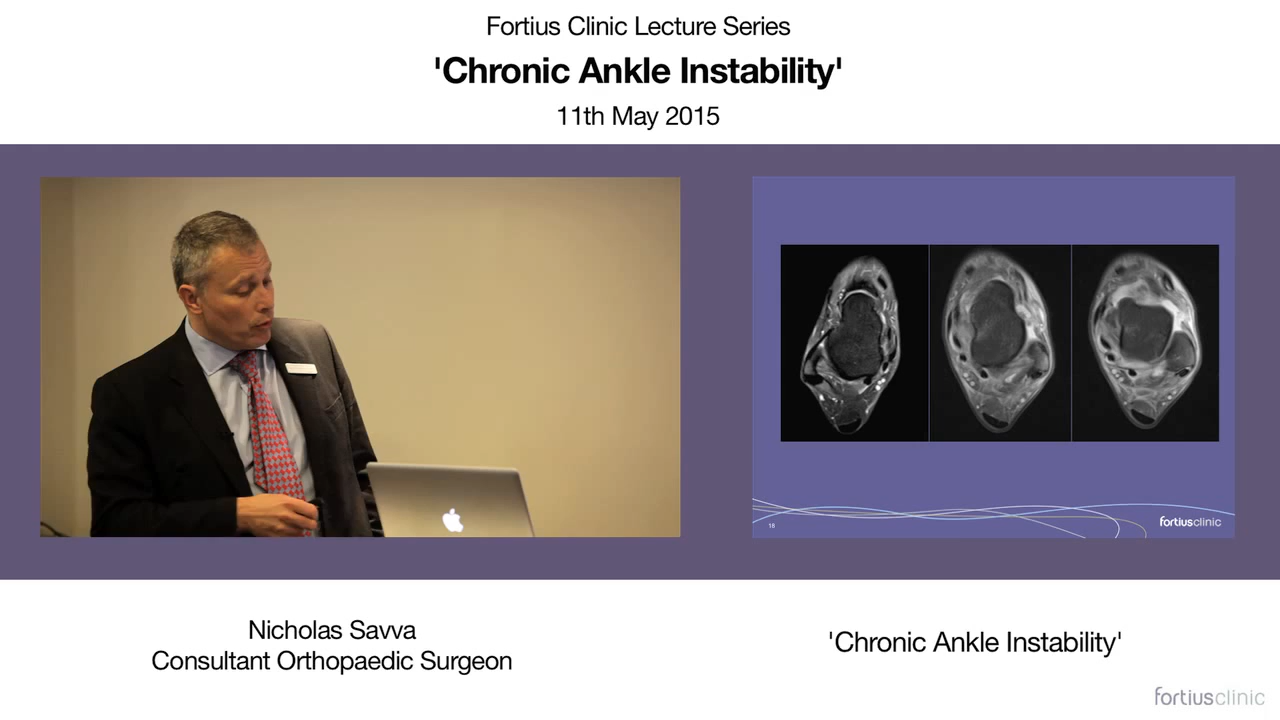 Fortius Clinic Lecture Series
'Chronic Ankle Instability'
11th May 2015
18
fortiusclinic
Nicholas Savva
Consultant Orthopaedic Surgeon
'Chronic Ankle Instability'
fortiusclinic